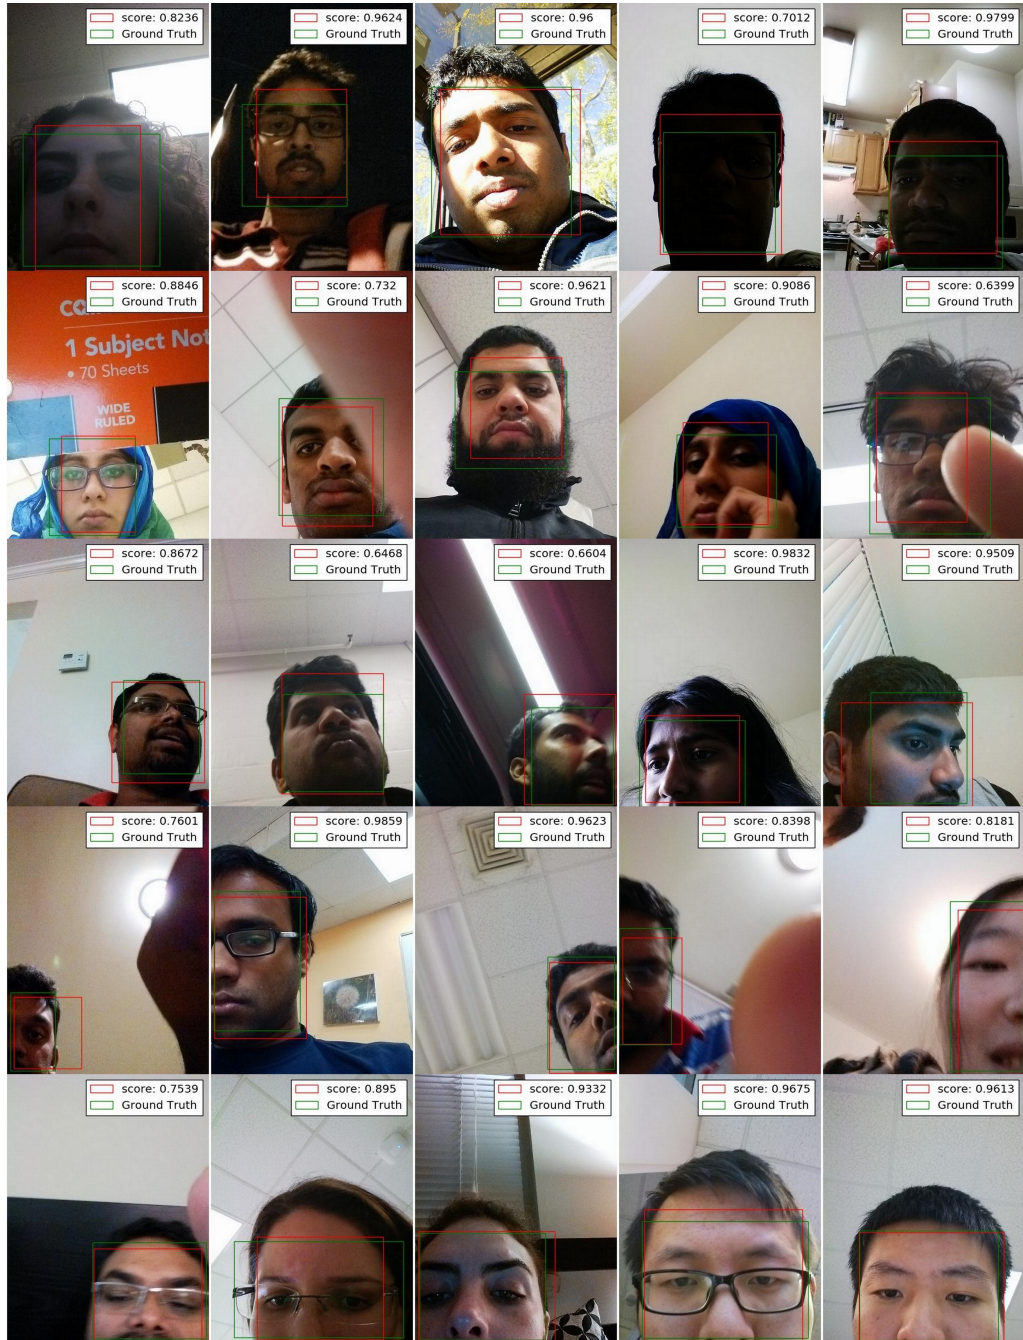 score: 0.8236
Ground Truth
score: 0.9624
Ground Truth
score: 0.96
Ground Truth
score: 0.7012
Ground Truth
score: 0.9799
Ground Truth
score: 0.8846
Ground Truth
1 Subject Not
• 70 Sheets
WIDE
RULED
score: 0.732
Ground Truth
score: 0.9621
Ground Truth
score: 0.9086
Ground Truth
score: 0.6399
Ground Truth
score: 0.8672
Ground Truth
score: 0.6468
Ground Truth
score: 0.6604
Ground Truth
score: 0.9832
Ground Truth
score: 0.9509
Ground Truth
score: 0.7601
Ground Truth
score: 0.9859
Ground Truth
score: 0.9623
Ground Truth
score: 0.8398
Ground Truth
score: 0.8181
Ground Truth
score: 0.7539
Ground Truth
score: 0.895
Ground Truth
score: 0.9332
Ground Truth
score: 0.9675
Ground Truth
score: 0.9613
Ground Truth